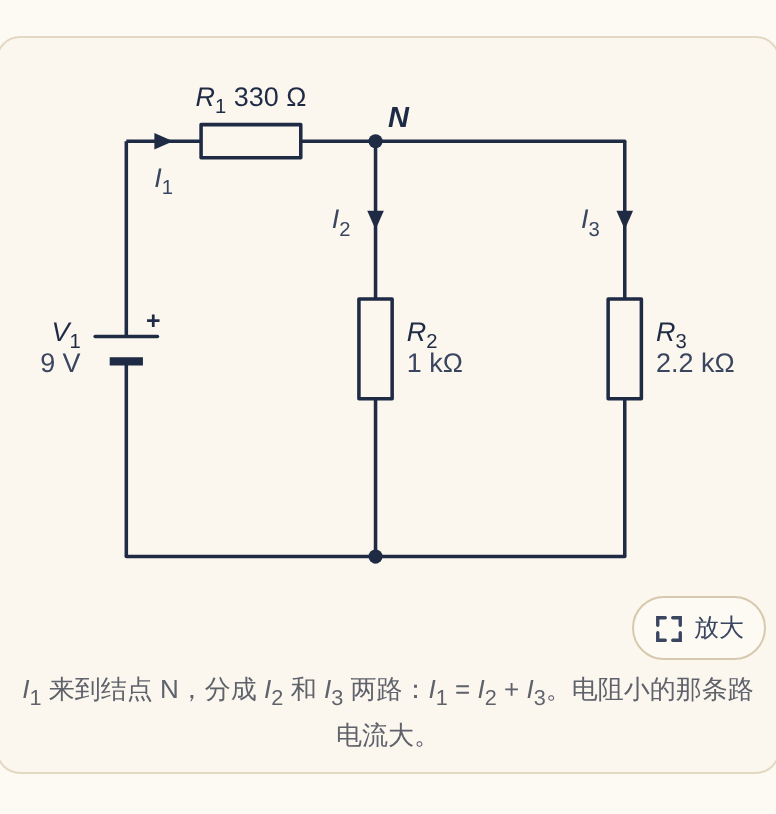 R₁ 330 Ω
N
I₁
I₂
I₃
+
V₁
9 V
R₂
1 kΩ
R₃
2.2 kΩ
放大
I₁ 来到结点 N，分成 I₂ 和 I₃ 两路：I₁ = I₂ + I₃。电阻小的那条路
电流大。